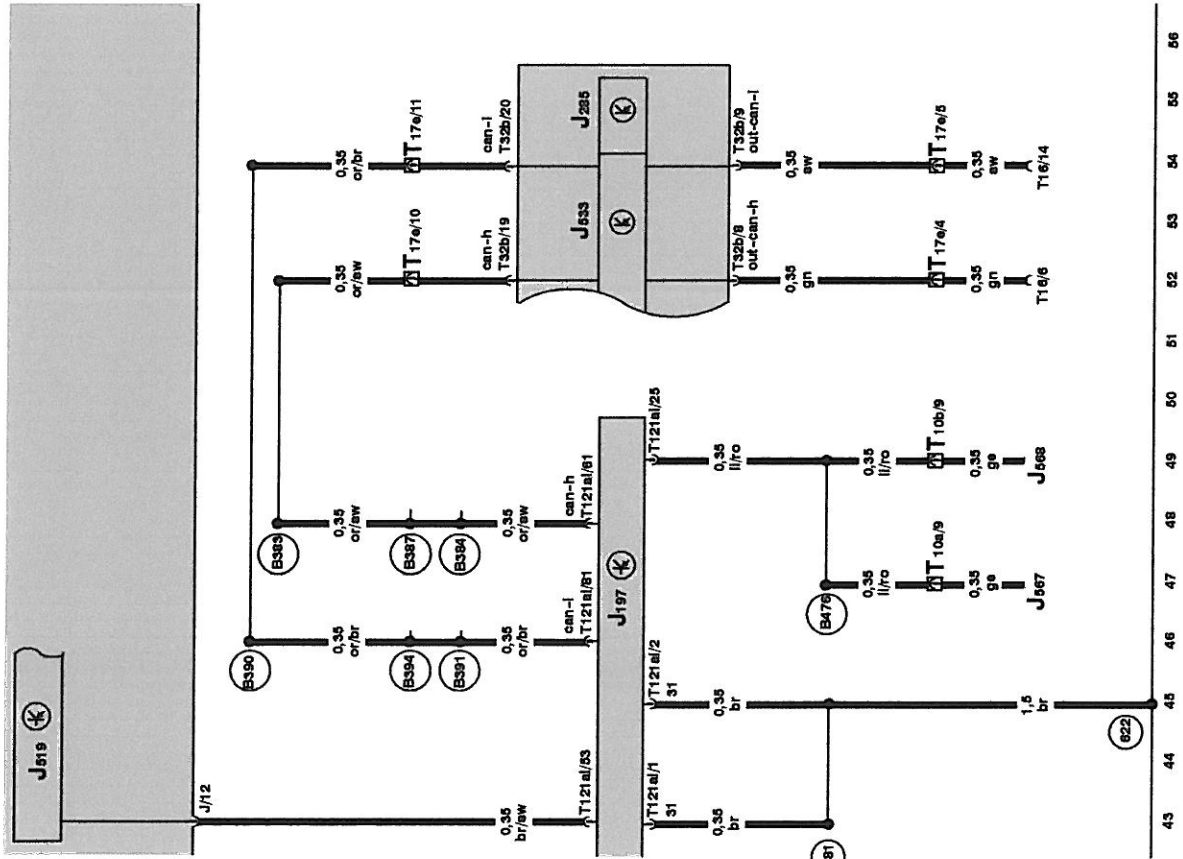 J519
J/12
0,35
br/sw
T121al/53
T121al/1
31
0,35
br
81
B390
0,35
or/br
B394
B391
0,35
or/br
can-l
T121al/81
J197
T121al/2
31
0,35
br
1,5
br
622
B383
0,35
or/sw
B387
B384
0,35
or/sw
can-h
T121al/61
T121al/25
0,35
li/ro
B476
0,35
li/ro
T10a/9
0,35
ge
J567
0,35
li/ro
T10b/9
0,35
ge
J568
0,35
or/sw
T17e/10
can-h
T32b/19
J533
T32b/8
out-can-h
0,35
gn
T17e/4
0,35
gn
T16/6
0,35
or/br
T17e/11
can-l
T32b/20
J285
T32b/9
out-can-l
0,35
sw
T17e/5
0,35
sw
T16/14
43 44 45 46 47 48 49 50 51 52 53 54 55 56